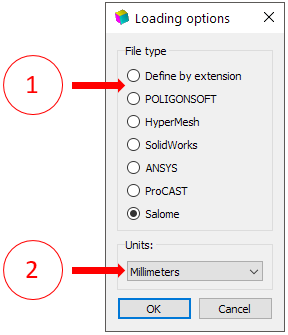 Loading options
File type
1
Define by extension
POLIGONSOFT
HyperMesh
SolidWorks
ANSYS
ProCAST
Salome
Units:
2
Millimeters
OK
Cancel